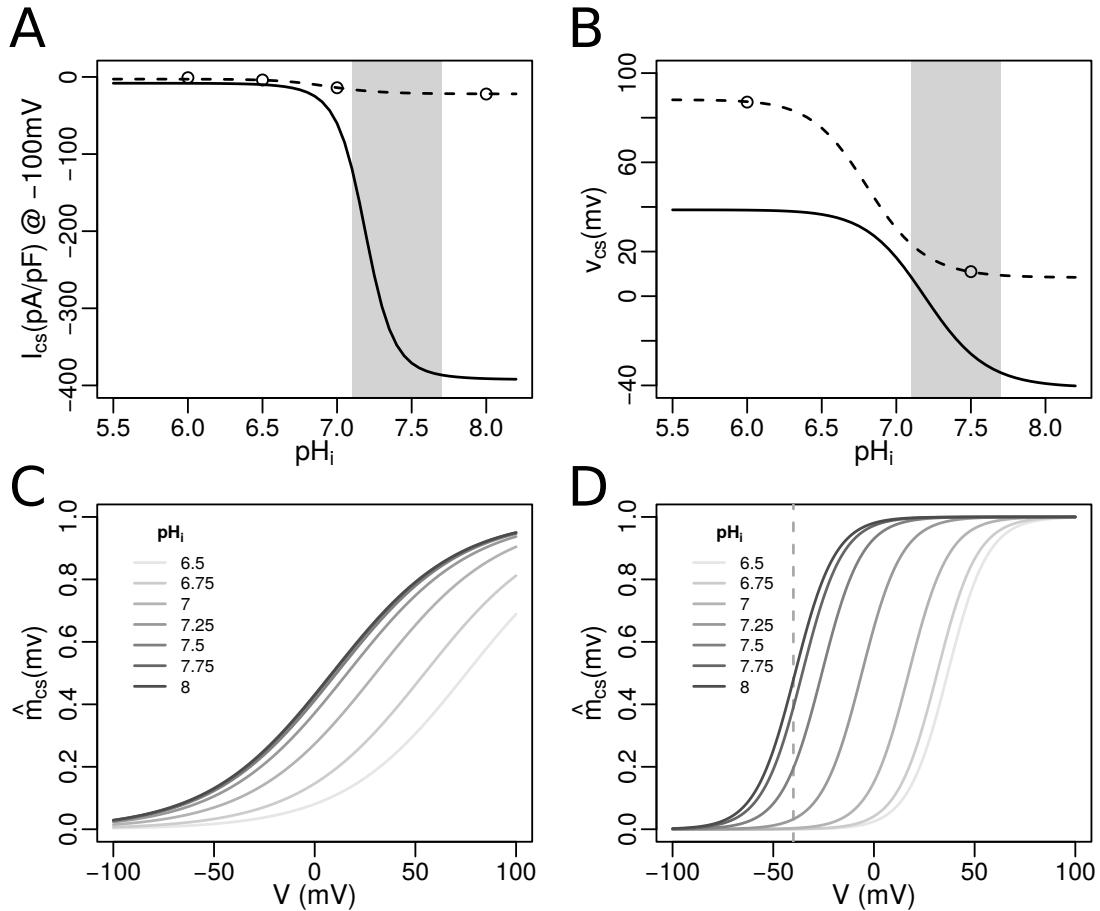 A
I_cs(pA/pF) @ −100mV
0
−100
−200
−300
−400
5.5 6.0 6.5 7.0 7.5 8.0
pH_i
B
v_cs(mv)
100
60
20
0
−40
5.5 6.0 6.5 7.0 7.5 8.0
pH_i
C
m̂_cs(mv)
1.0
0.8
0.6
0.4
0.2
0.0
pH_i
6.5
6.75
7
7.25
7.5
7.75
8
−100 −50 0 50 100
V (mV)
D
m̂_cs(mv)
1.0
0.8
0.6
0.4
0.2
0.0
pH_i
6.5
6.75
7
7.25
7.5
7.75
8
−100 −50 0 50 100
V (mV)